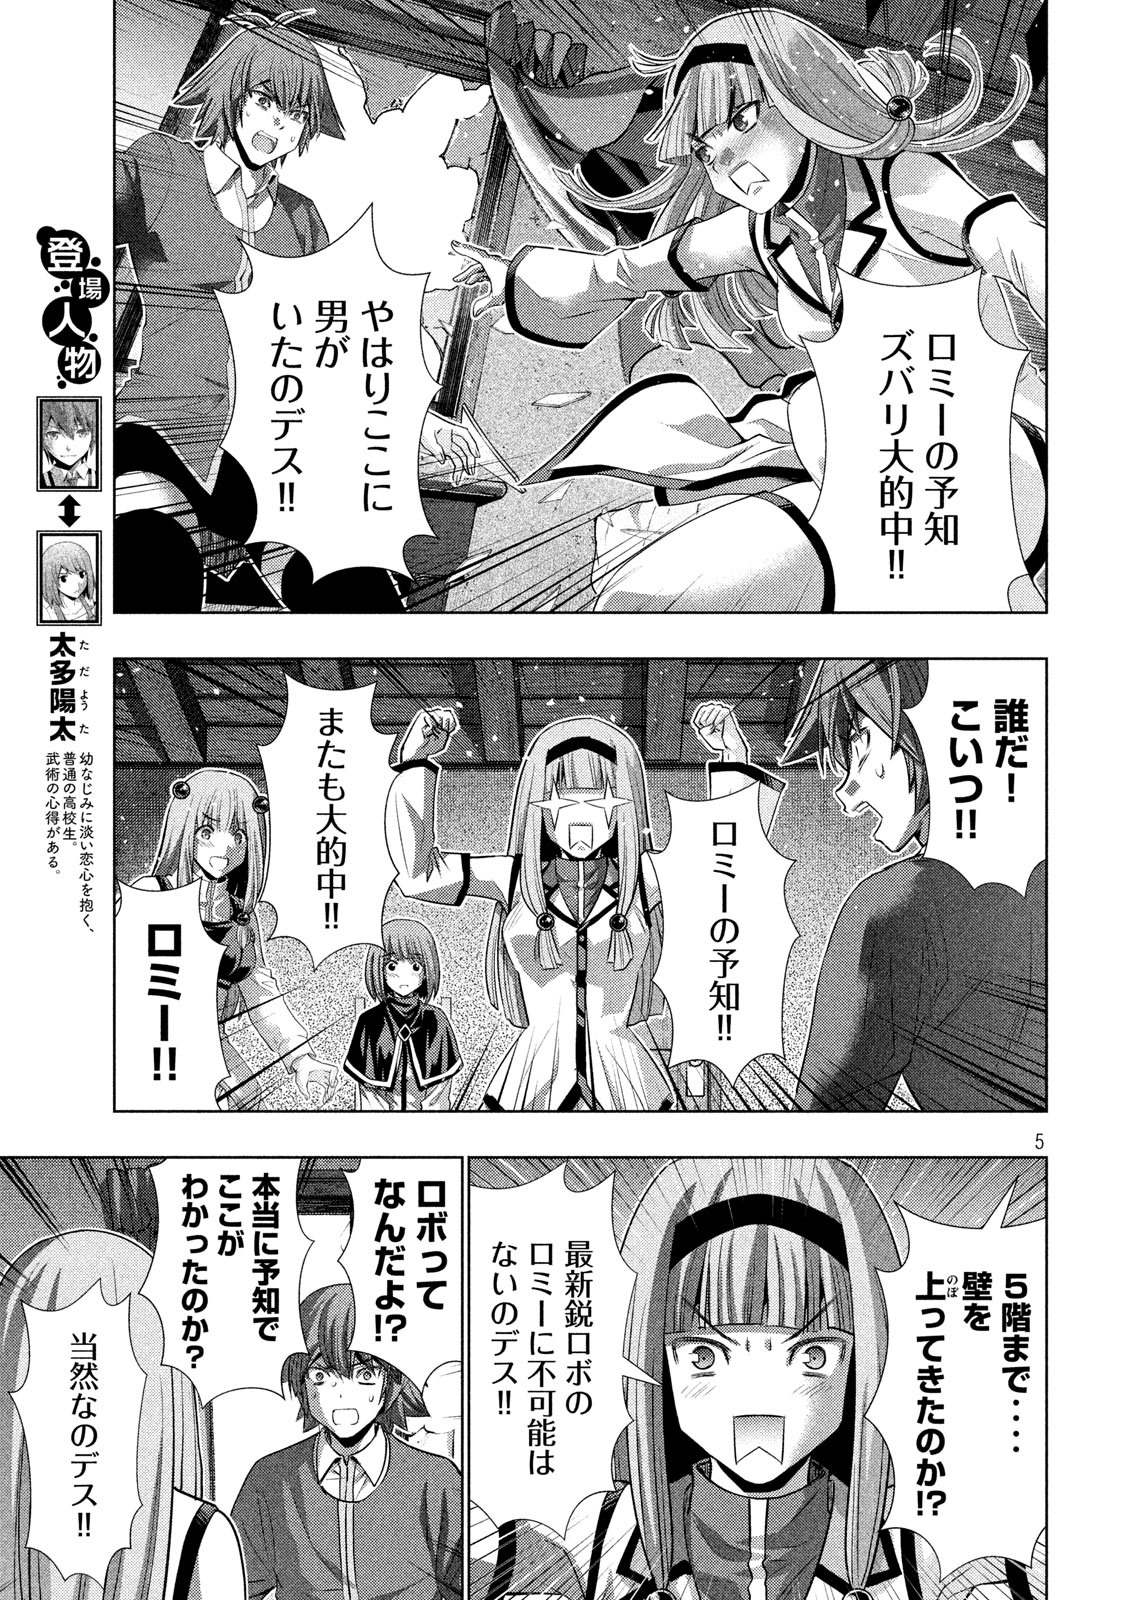 ロミーの予知
ズバリ大的中!!
やはりここに
男が
いたのデス!!
誰だ!
こいつ!!
ロミーの予知!!
またも大的中!!
ロミー!!
5
5階まで‥‥
壁を
上ってきたのか!?
のぼ
最新鋭ロボの
ロミーに不可能は
ないのデス!!
ロボって
なんだよ!?
本当に予知で
ここが
わかったのか?
当然なのデス!!
登場人物
太多陽太
ただようた
幼なじみに淡い恋心を抱く、
普通の高校生。
武術の心得がある。